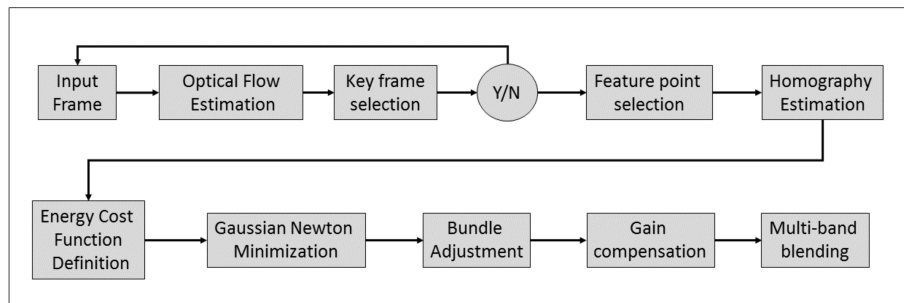 Input
Frame
Optical Flow
Estimation
Key frame
selection
Y/N
Feature point
selection
Homography
Estimation
Energy Cost
Function
Definition
Gaussian Newton
Minimization
Bundle
Adjustment
Gain
compensation
Multi-band
blending